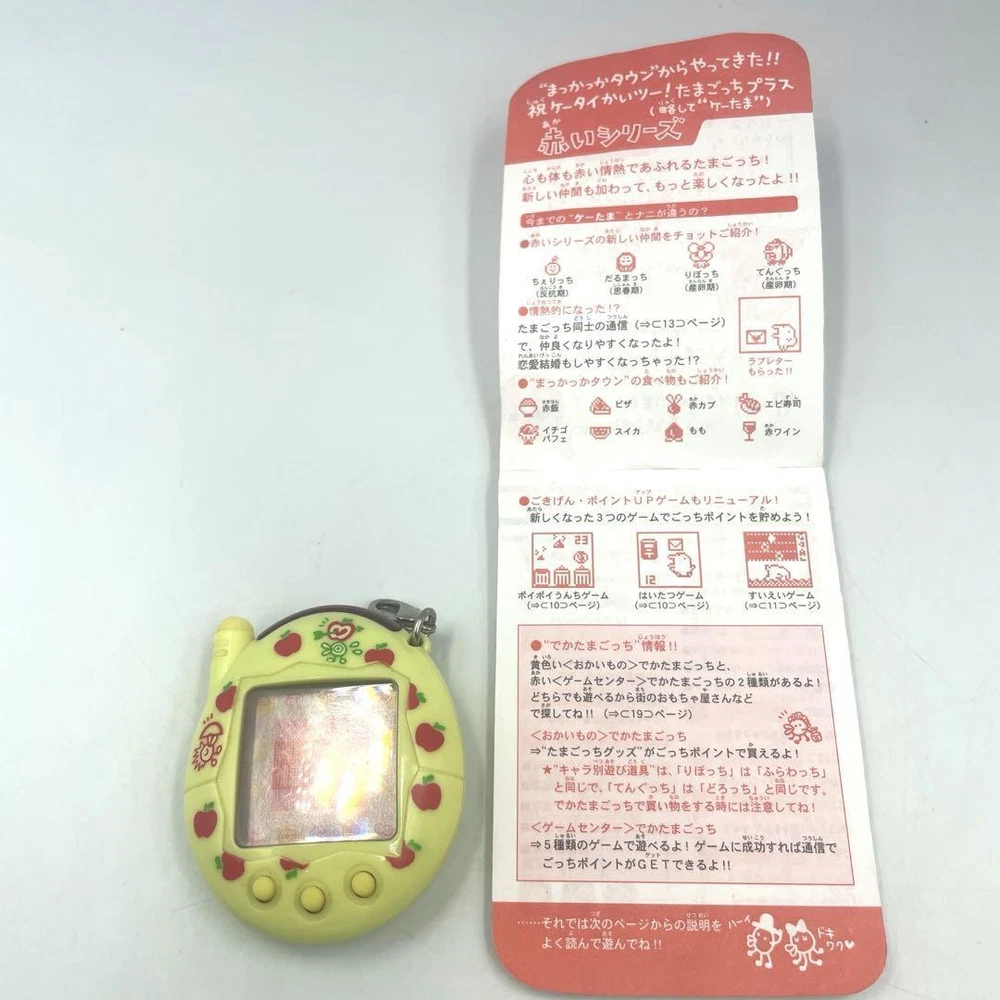 "まっかっかタウン"からやってきた!!
祝ケータイかいツー!たまごっちプラス
(略して"ケーたま")
赤いシリーズ
心も体も赤い情熱であふれるたまごっち!
新しい仲間も加わって、もっと楽しくなったよ!!
今までの"ケーたま"とナニが違うの?
●赤いシリーズの新しい仲間をチョットご紹介!
ちぇりっち
(反抗期)
だるまっち
(思春期)
りぼっち
(産卵期)
てんぐっち
(産卵期)
●情熱的になった!?
たまごっち同士の通信(⇒⊂13⊃ページ)
で、仲良くなりやすくなったよ!
恋愛結婚もしやすくなっちゃった!?
ラブレター
もらった!!
●"まっかっかタウン"の食べ物もご紹介!
赤飯
ピザ
赤カブ
エビ寿司
イチゴ
パフェ
スイカ
もも
赤ワイン
●ごきげん・ポイントUPゲームもリニューアル!
新しくなった3つのゲームでごっちポイントを貯めよう!
23
12
GOAL
ポイポイうんちゲーム
(⇒⊂10⊃ページ)
はいたつゲーム
(⇒⊂10⊃ページ)
すいえいゲーム
(⇒⊂11⊃ページ)
●"でかたまごっち"情報!!
黄色い<おかいもの>でかたまごっちと、
赤い<ゲームセンター>でかたまごっちの2種類があるよ!
どちらでも遊べるから街のおもちゃ屋さんなど
で探してね!!(⇒⊂19⊃ページ)
<おかいもの>でかたまごっち
⇒"たまごっちグッズ"がごっちポイントで買えるよ!
★"キャラ別遊び道具"は、「りぼっち」は「ふらわっち」
と同じで、「てんぐっち」は「どろっち」と同じです。
でかたまごっちで買い物をする時には注意してね!
<ゲームセンター>でかたまごっち
⇒5種類のゲームで遊べるよ!ゲームに成功すれば通信で
ごっちポイントがGETできるよ!!
……それでは次のページからの説明を
よく読んで遊んでね!!
ハーイ
ドキ
ワク♥